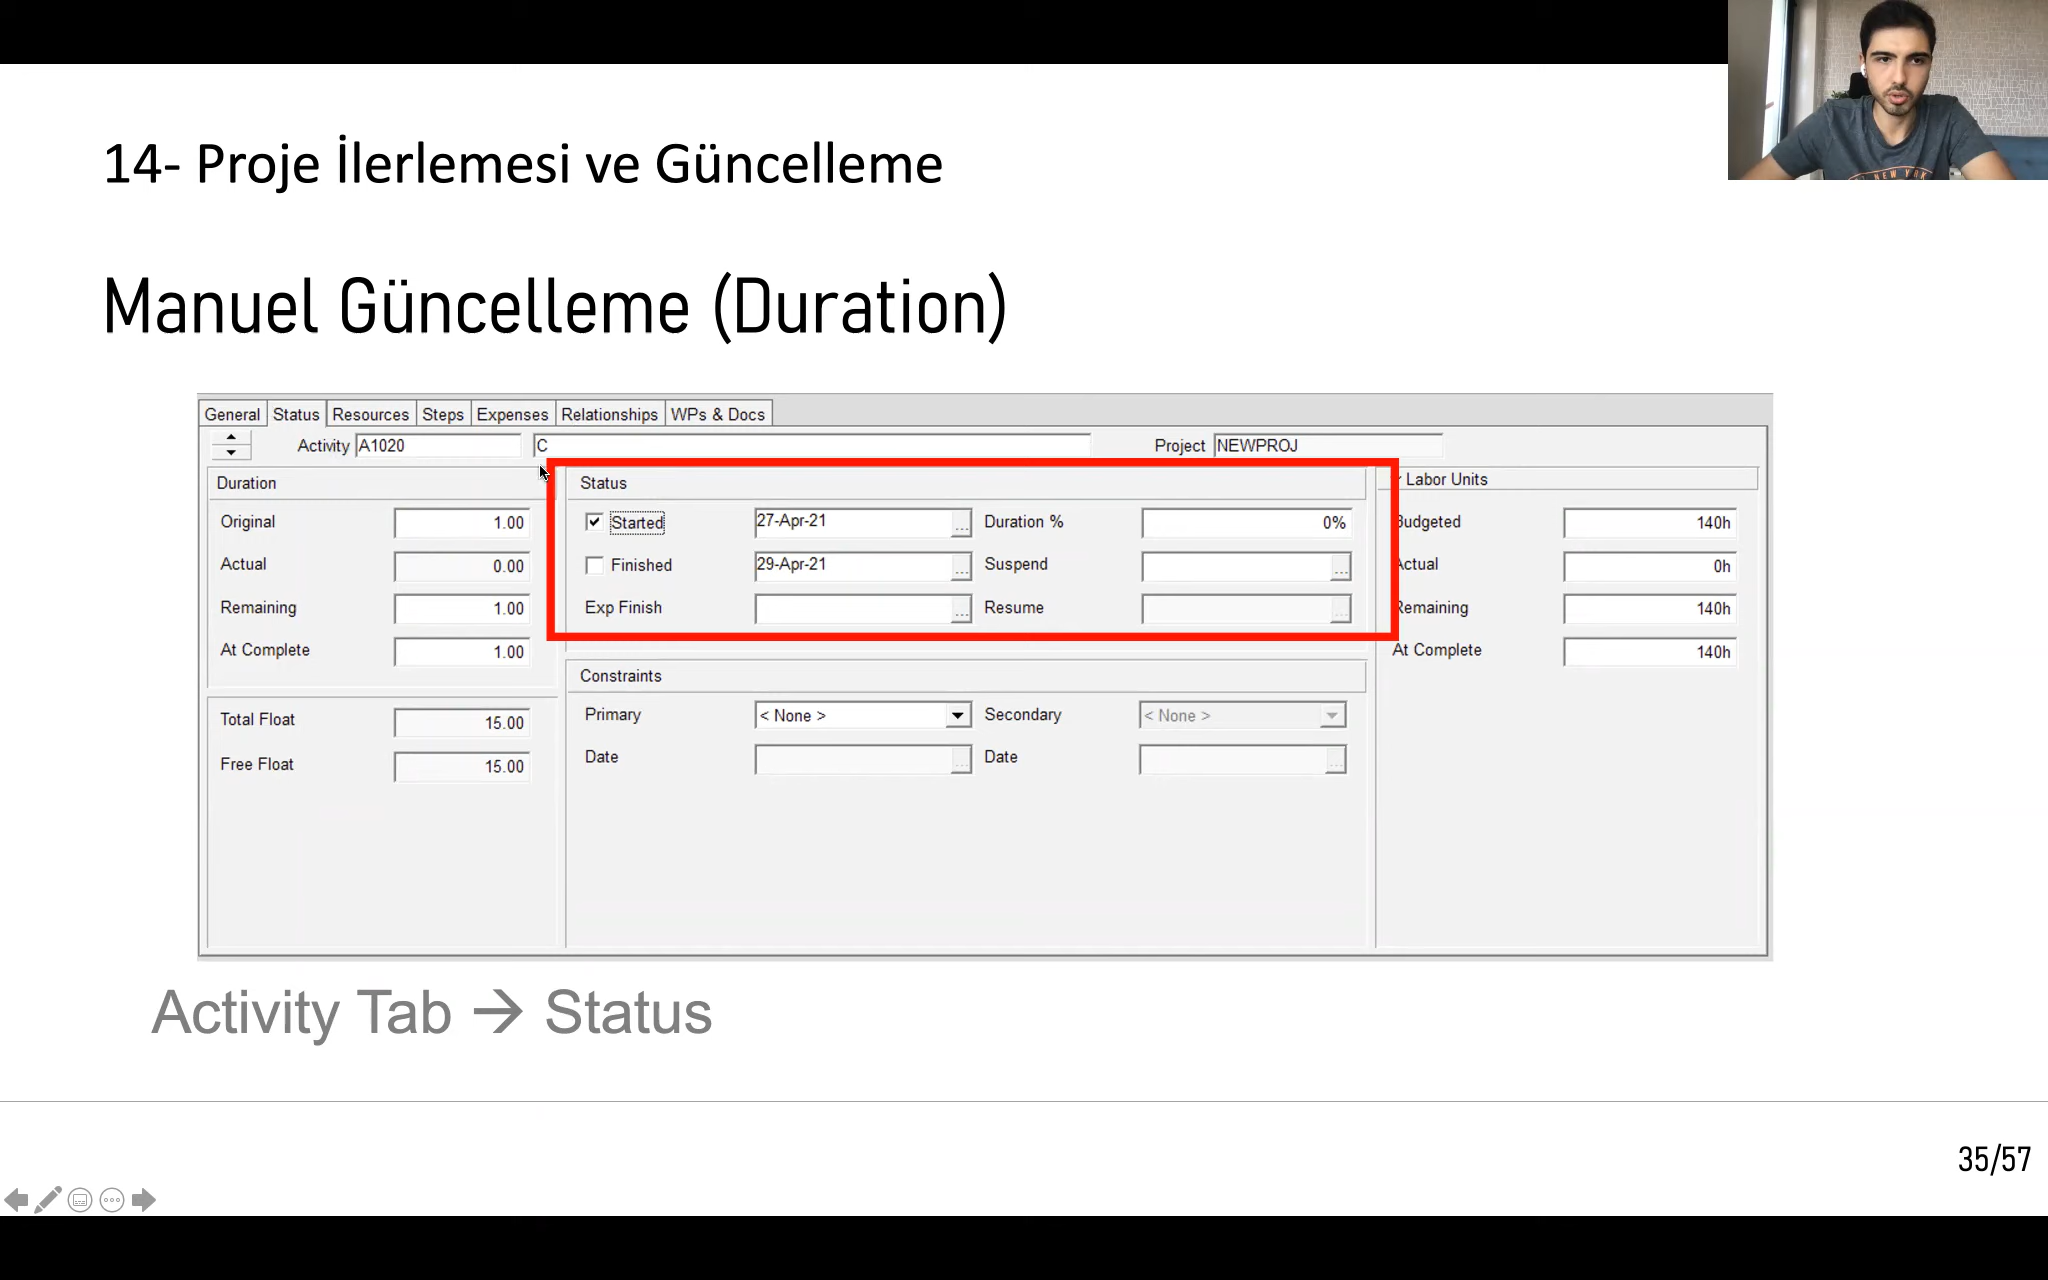 14- Proje İlerlemesi ve Güncelleme
Manuel Güncelleme (Duration)
General Status Resources Steps Expenses Relationships WPs & Docs
Activity A1020 C Project NEWPROJ
Duration Status Labor Units
Original 1.00 Started 27-Apr-21 ... Duration % 0% Budgeted 140h
Actual 0.00 Finished 29-Apr-21 ... Suspend ... Actual 0h
Remaining 1.00 Exp Finish ... Resume ... Remaining 140h
At Complete 1.00 At Complete 140h
Constraints
Total Float 15.00 Primary < None > Secondary < None >
Free Float 15.00 Date ... Date ...
Activity Tab → Status
35/57
NEW YRK